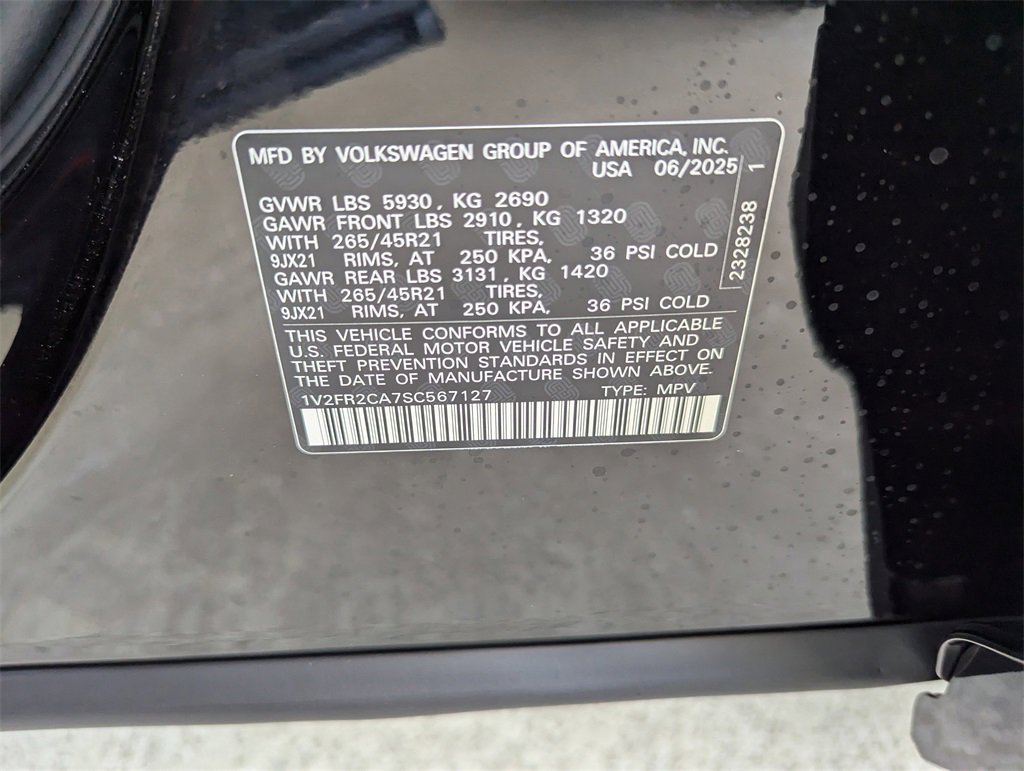 MFD BY VOLKSWAGEN GROUP OF AMERICA, INC.
USA 06/2025
GVWR LBS 5930, KG 2690
GAWR FRONT LBS 2910, KG 1320
WITH 265/45R21 TIRES,
9JX21 RIMS, AT 250 KPA, 36 PSI COLD
GAWR REAR LBS 3131, KG 1420
WITH 265/45R21 TIRES,
9JX21 RIMS, AT 250 KPA, 36 PSI COLD
2328238 1
THIS VEHICLE CONFORMS TO ALL APPLICABLE
U.S. FEDERAL MOTOR VEHICLE SAFETY AND
THEFT PREVENTION STANDARDS IN EFFECT ON
THE DATE OF MANUFACTURE SHOWN ABOVE.
1V2FR2CA7SC567127 TYPE: MPV